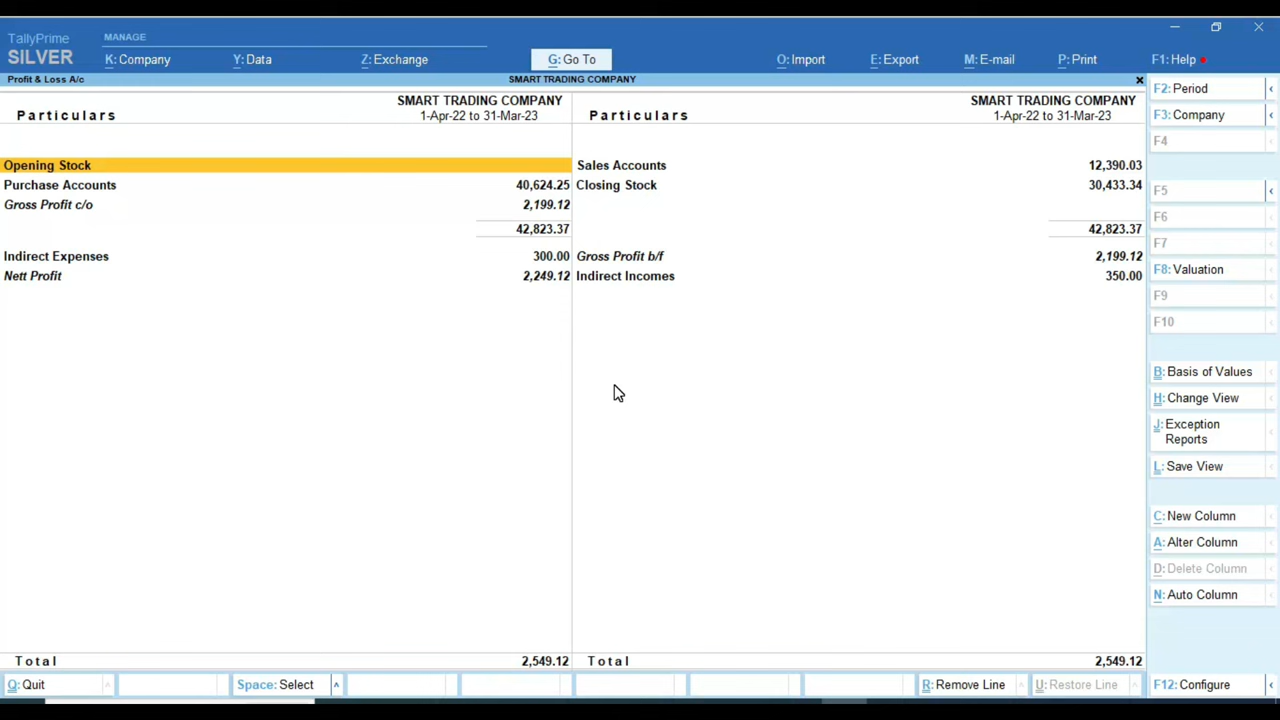 TallyPrime
SILVER
MANAGE
K: Company
Y: Data
Z: Exchange
G: Go To
O: Import
E: Export
M: E-mail
P: Print
F1: Help
Profit & Loss A/c
SMART TRADING COMPANY
Particulars
SMART TRADING COMPANY
1-Apr-22 to 31-Mar-23
Particulars
SMART TRADING COMPANY
1-Apr-22 to 31-Mar-23
Opening Stock
Sales Accounts 12,390.03
Purchase Accounts 40,624.25
Closing Stock 30,433.34
Gross Profit c/o 2,199.12
42,823.37
42,823.37
Indirect Expenses 300.00
Gross Profit b/f 2,199.12
Nett Profit 2,249.12
Indirect Incomes 350.00
Total 2,549.12
Total 2,549.12
F2: Period
F3: Company
F4
F5
F6
F7
F8: Valuation
F9
F10
B: Basis of Values
H: Change View
J: Exception
Reports
L: Save View
C: New Column
A: Alter Column
D: Delete Column
N: Auto Column
Q: Quit
Space: Select
R: Remove Line
U: Restore Line
F12: Configure